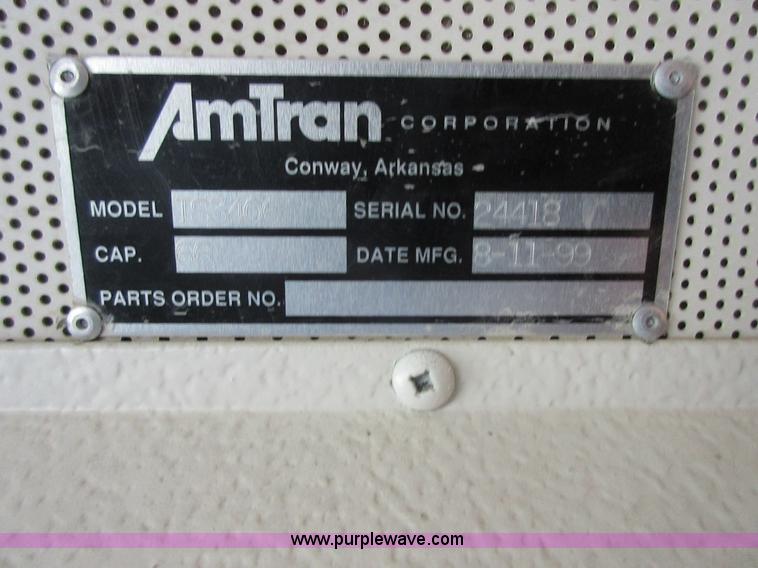 AmTran CORPORATION
Conway, Arkansas
MODEL SERIAL NO. 24418
CAP. DATE MFG. 8-11-99
PARTS ORDER NO.
www.purplewave.com